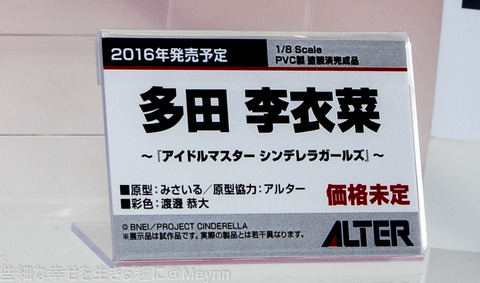 2016年発売予定
1/8 Scale
PVC製 塗装済完成品
多田 李衣菜
～『アイドルマスター シンデレラガールズ』～
■原型：みさいる／原型協力：アルター
■彩色：渡邊 恭大
価格未定
© BNEI/PROJECT CINDERELLA
※展示品は試作品です。実際の製品とは若干異なります。
ALTER
些細な幸せを生きる糧に＠Meyrin